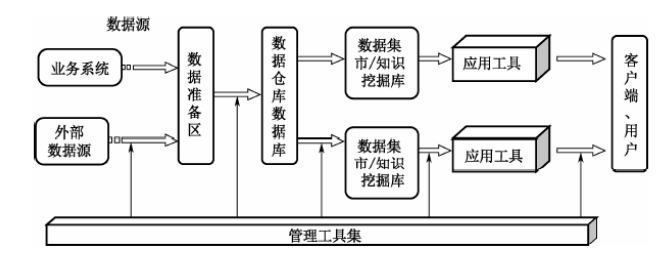 数据源
业务系统
外部
数据源
数据准备区
数据仓库数据库
数据集
市/知识
挖掘库
应用工具
数据集
市/知识
挖掘库
应用工具
客户端、用户
管理工具集